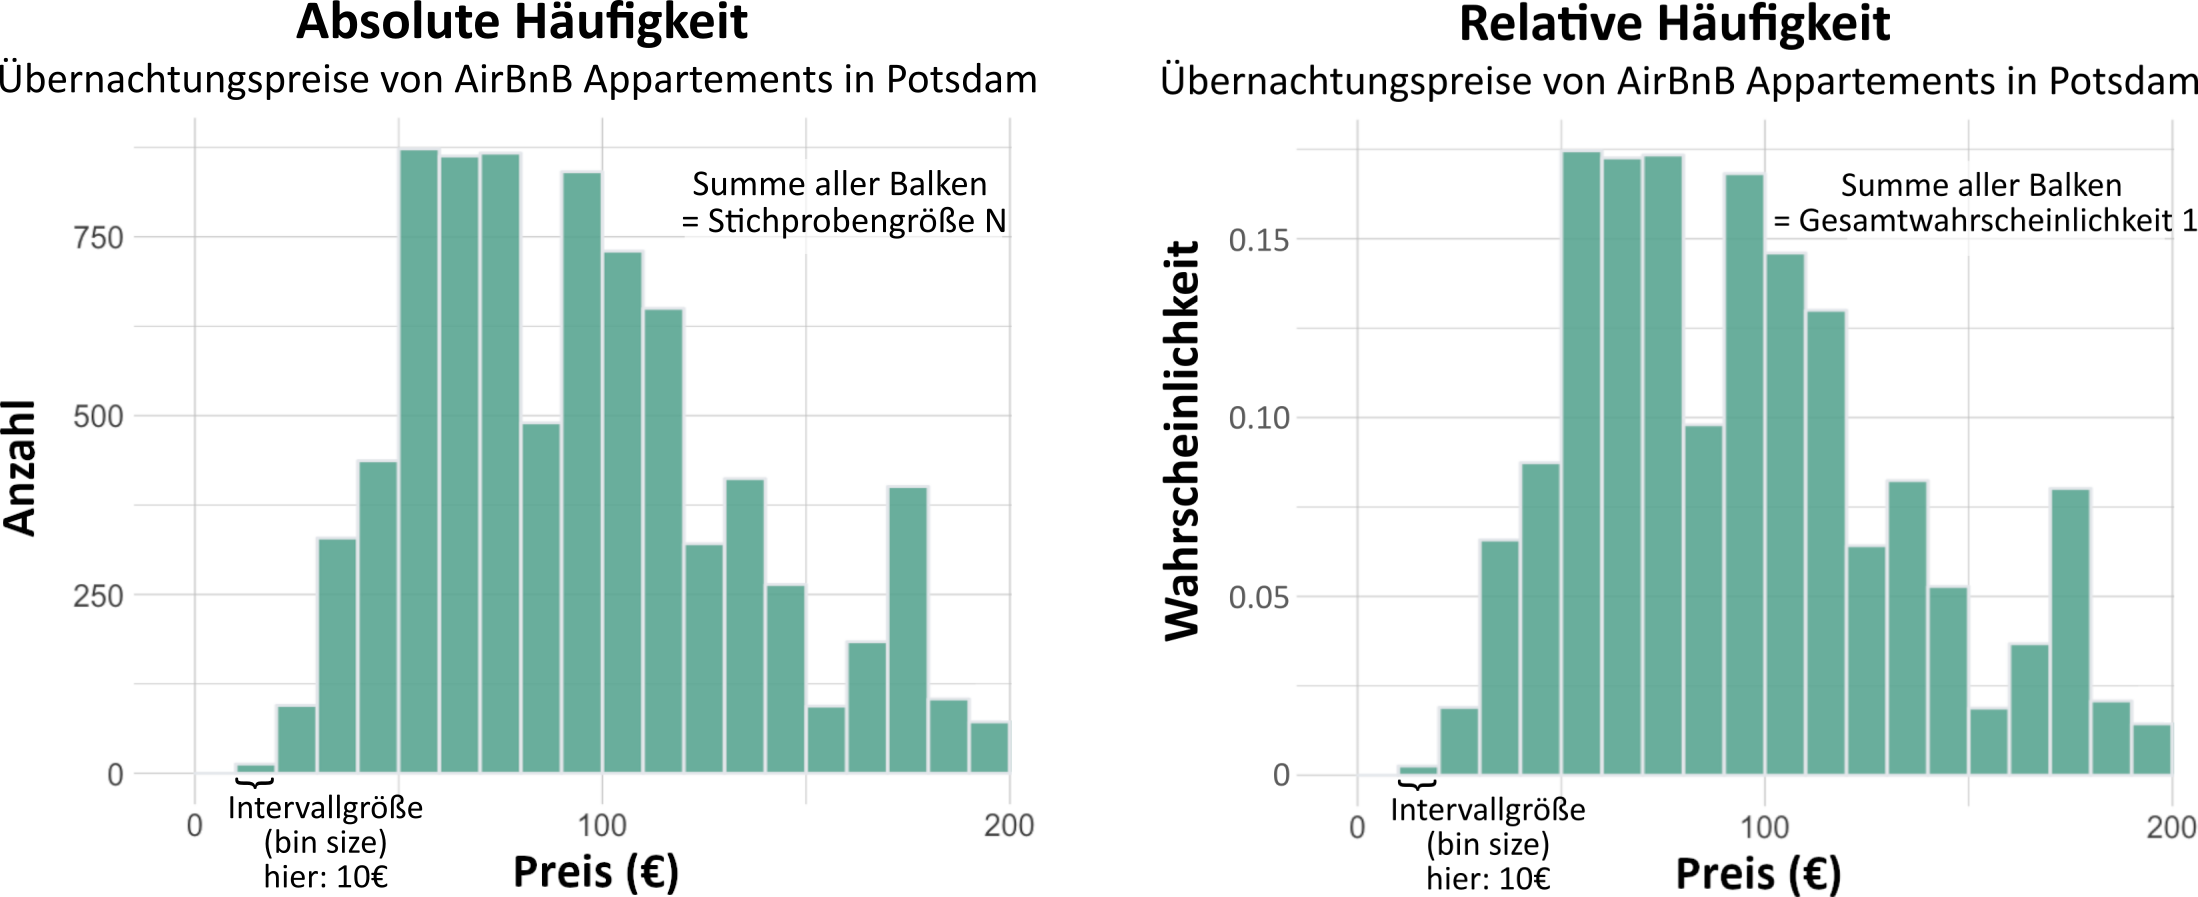 Absolute Häufigkeit
Übernachtungspreise von AirBnB Appartements in Potsdam
Summe aller Balken
= Stichprobengröße N
Anzahl
750
500
250
0
0
100
200
Intervallgröße
(bin size)
hier: 10€
Preis (€)
Relative Häufigkeit
Übernachtungspreise von AirBnB Appartements in Potsdam
Summe aller Balken
= Gesamtwahrscheinlichkeit 1
Wahrscheinlichkeit
0.15
0.10
0.05
0
0
100
200
Intervallgröße
(bin size)
hier: 10€
Preis (€)